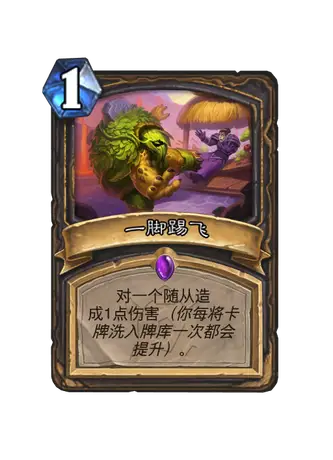 1
一脚踢飞
对一个随从造
成1点伤害（你每将卡
牌洗入牌库一次都会
提升）。